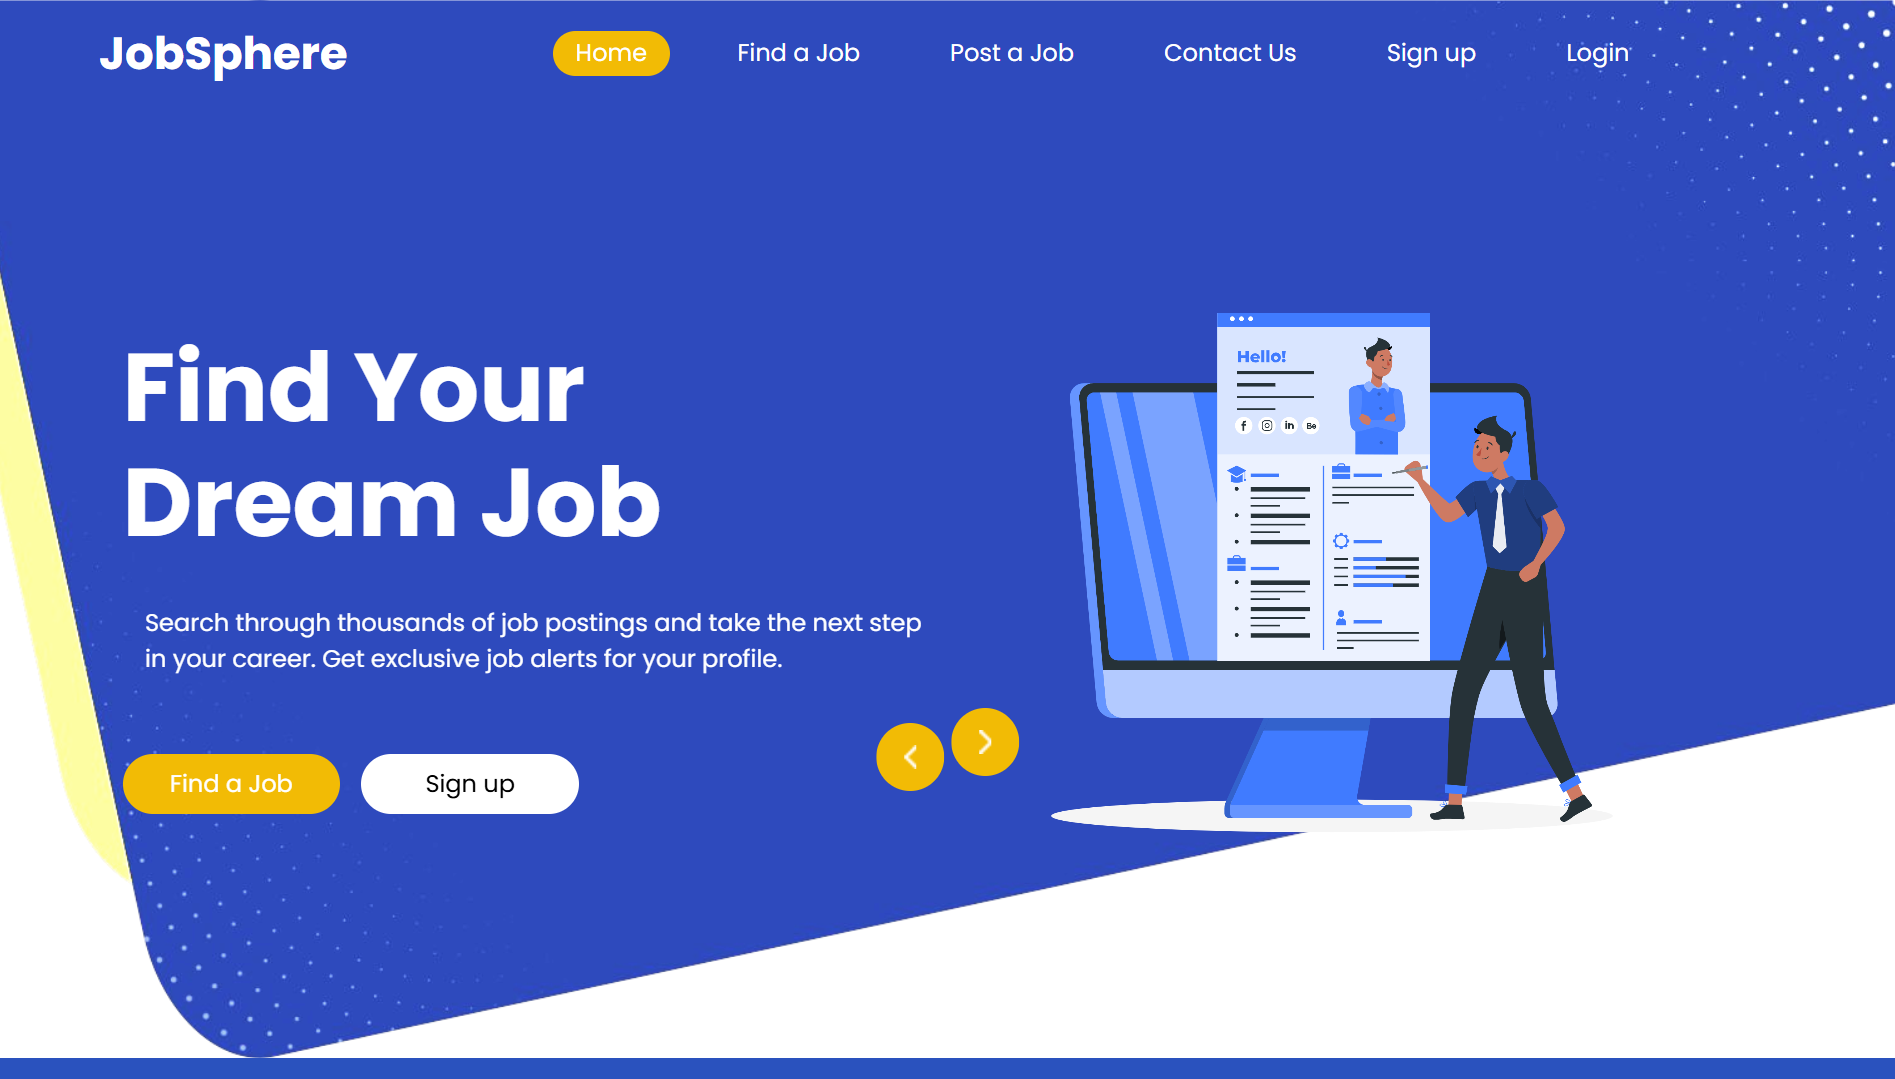 JobSphere
Home
Find a Job
Post a Job
Contact Us
Sign up
Login
Find Your
Dream Job
Search through thousands of job postings and take the next step
in your career. Get exclusive job alerts for your profile.
Find a Job
Sign up
Hello!
f
in
Be